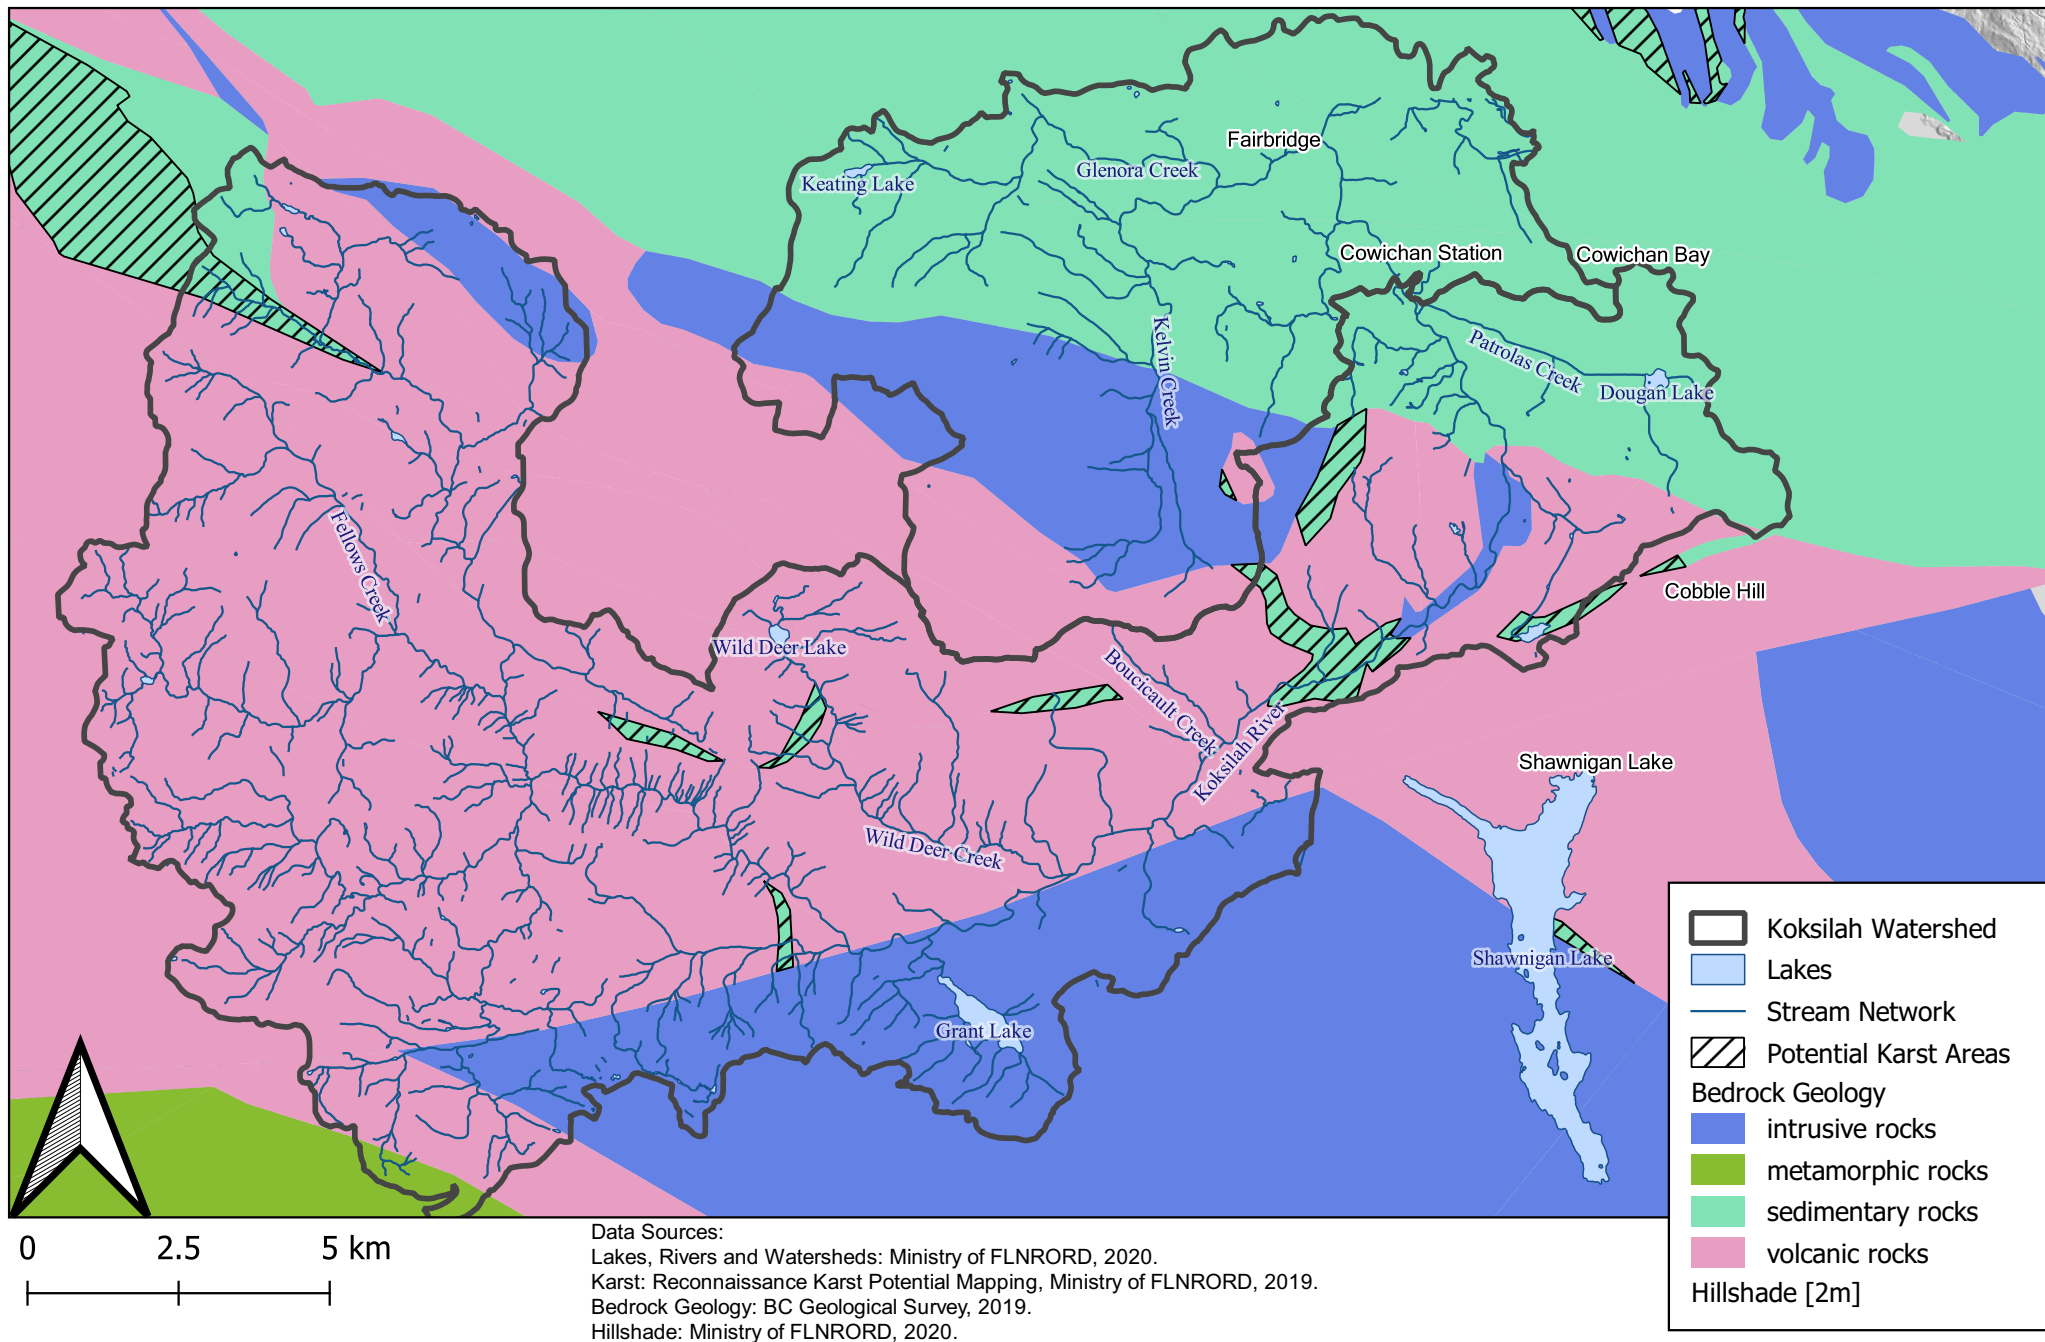 Fairbridge
Glenora Creek
Keating Lake
Cowichan Station
Cowichan Bay
Kelvin Creek
Patrolas Creek
Dougan Lake
Fellows Creek
Cobble Hill
Wild Deer Lake
Boucicault Creek
Koksilah River
Shawnigan Lake
Wild Deer Creek
Shawnigan Lake
Grant Lake
Koksilah Watershed
Lakes
Stream Network
Potential Karst Areas
Bedrock Geology
intrusive rocks
metamorphic rocks
sedimentary rocks
volcanic rocks
Hillshade [2m]
0 2.5 5 km
Data Sources:
Lakes, Rivers and Watersheds: Ministry of FLNRORD, 2020.
Karst: Reconnaissance Karst Potential Mapping, Ministry of FLNRORD, 2019.
Bedrock Geology: BC Geological Survey, 2019.
Hillshade: Ministry of FLNRORD, 2020.